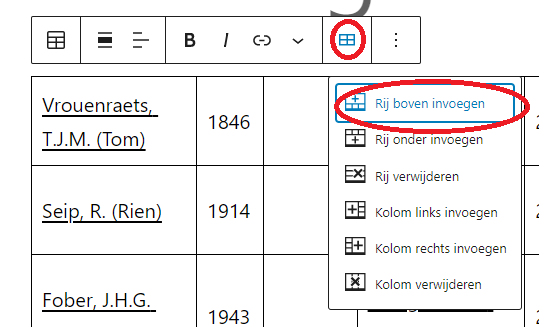 B I
Vrouenraets,
T.J.M. (Tom)
1846
Seip, R. (Rien)
1914
Fober, J.H.G.
1943
Rij boven invoegen
Rij onder invoegen
Rij verwijderen
Kolom links invoegen
Kolom rechts invoegen
Kolom verwijderen